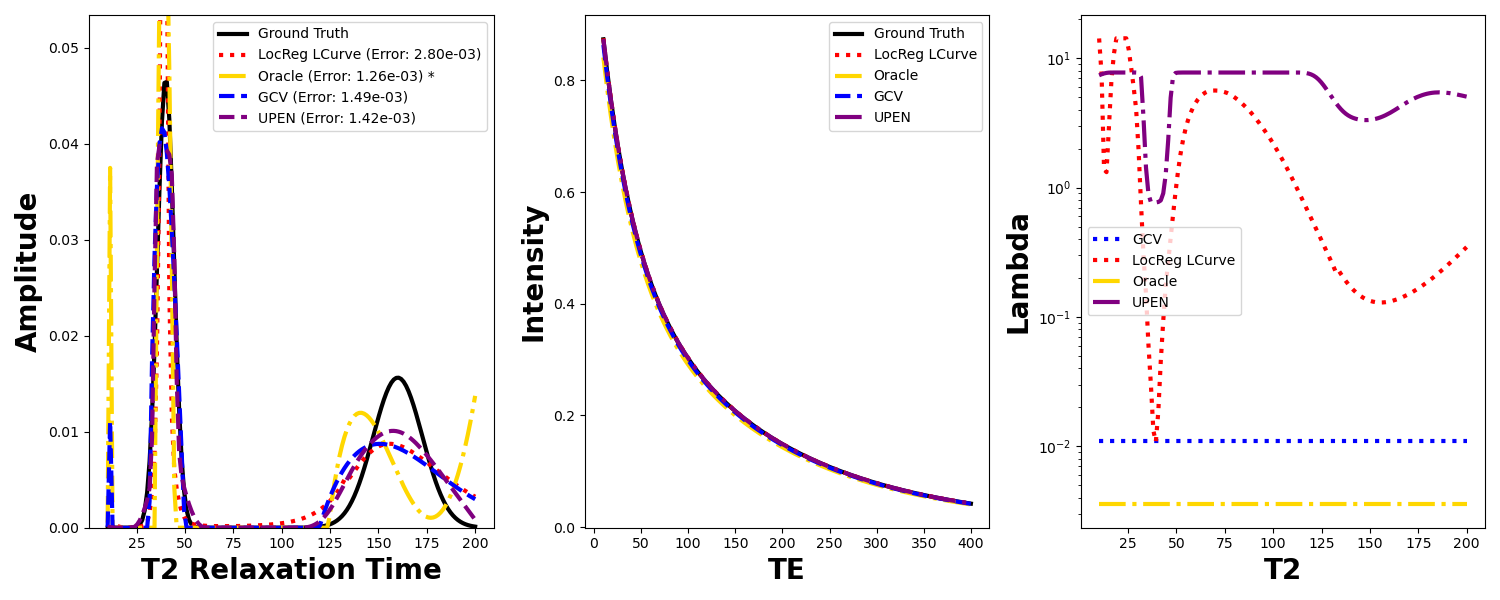 Amplitude
0.05
0.04
0.03
0.02
0.01
0.00
25 50 75 100 125 150 175 200
T2 Relaxation Time
Ground Truth
LocReg LCurve (Error: 2.80e-03)
Oracle (Error: 1.26e-03) *
GCV (Error: 1.49e-03)
UPEN (Error: 1.42e-03)
Intensity
0.8
0.6
0.4
0.2
0.0
0 50 100 150 200 250 300 350 400
TE
Ground Truth
LocReg LCurve
Oracle
GCV
UPEN
Lambda
10¹
10⁰
10⁻¹
10⁻²
25 50 75 100 125 150 175 200
T2
GCV
LocReg LCurve
Oracle
UPEN